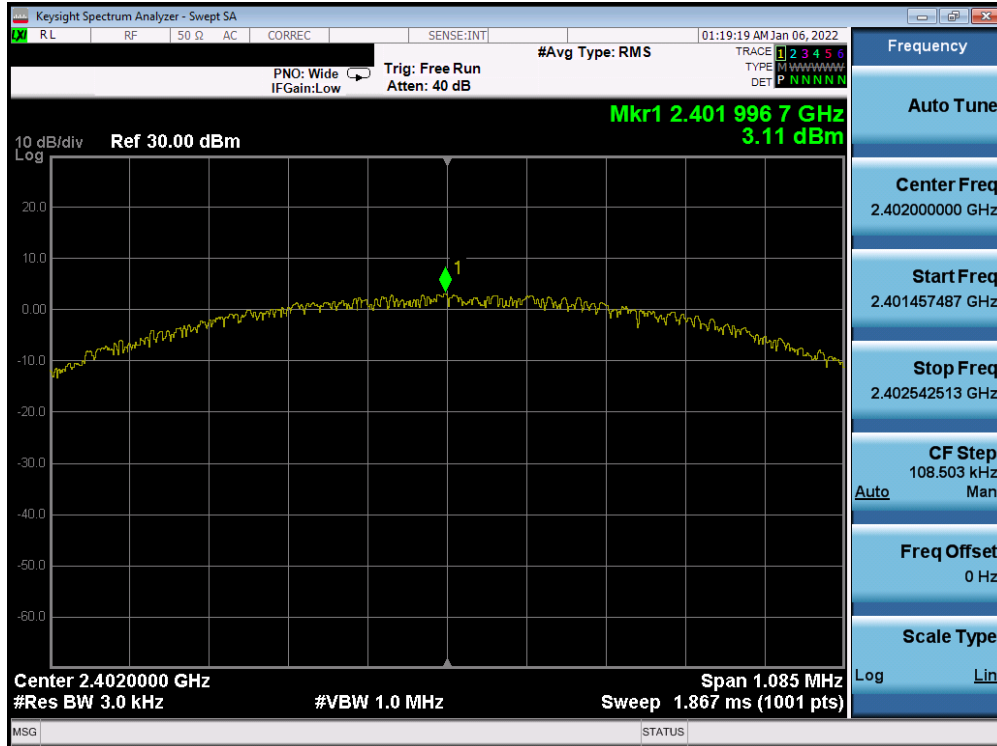 Keysight Spectrum Analyzer - Swept SA
LXI RL RF 50 Ω AC CORREC SENSE:INT 01:19:19 AM Jan 06, 2022
#Avg Type: RMS
TRACE 1 2 3 4 5 6
PNO: Wide Trig: Free Run
TYPE M W W W W W
IFGain:Low Atten: 40 dB
DET P N N N N N
Mkr1 2.401 996 7 GHz
3.11 dBm
10 dB/div Ref 30.00 dBm
Log
20.0
10.0
1
0.00
-10.0
-20.0
-30.0
-40.0
-50.0
-60.0
Center 2.4020000 GHz Span 1.085 MHz
#Res BW 3.0 kHz #VBW 1.0 MHz Sweep 1.867 ms (1001 pts)
MSG STATUS
Frequency
Auto Tune
Center Freq
2.402000000 GHz
Start Freq
2.401457487 GHz
Stop Freq
2.402542513 GHz
CF Step
108.503 kHz
Auto Man
Freq Offset
0 Hz
Scale Type
Log Lin